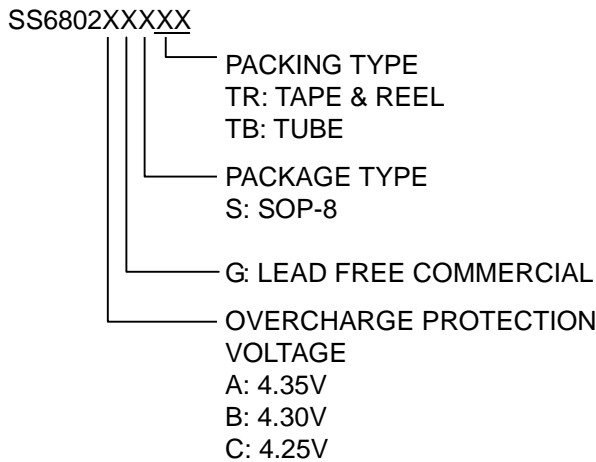 SS6802XXXXX
PACKING TYPE
TR: TAPE & REEL
TB: TUBE
PACKAGE TYPE
S: SOP-8
G: LEAD FREE COMMERCIAL
OVERCHARGE PROTECTION
VOLTAGE
A: 4.35V
B: 4.30V
C: 4.25V